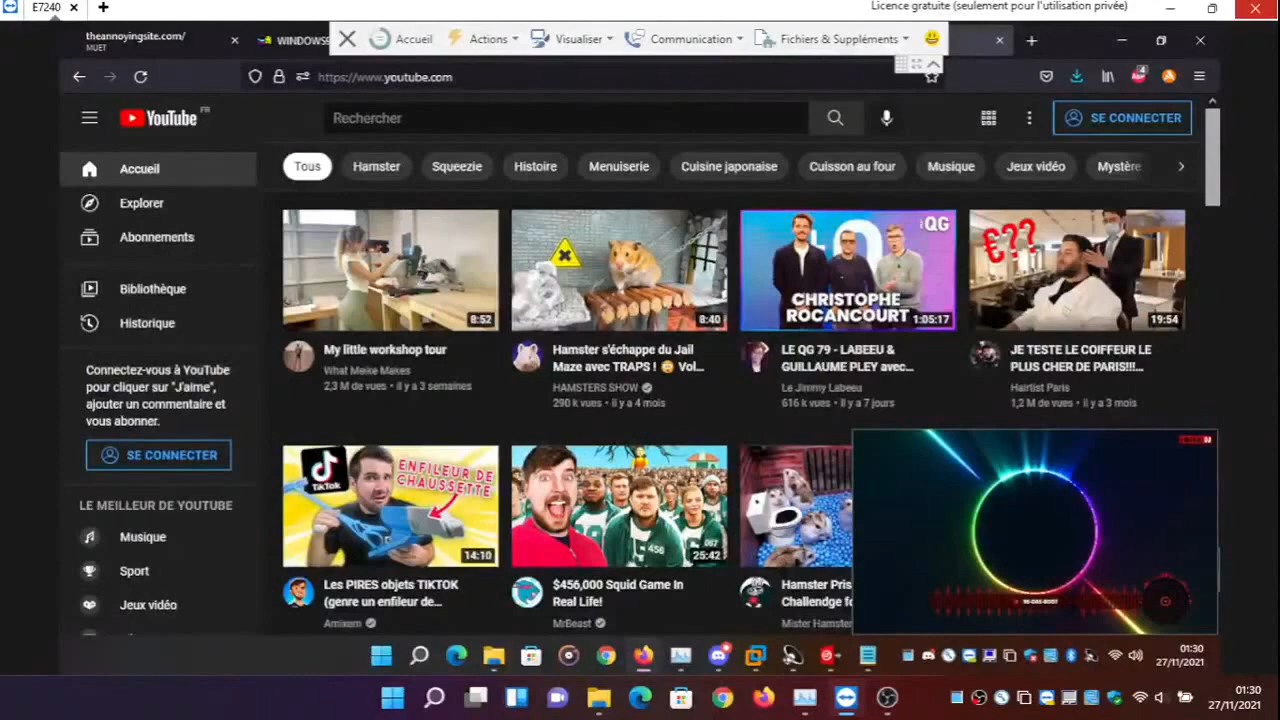 E7240
Licence gratuite (seulement pour l'utilisation privée)
theannoyingsite.com/
MUET
WINDOWS
Accueil
Actions
Visualiser
Communication
Fichiers & Suppléments
https://www.youtube.com
4
YouTube FR
Rechercher
SE CONNECTER
Tous
Hamster
Squeezie
Histoire
Menuiserie
Cuisine japonaise
Cuisson au four
Musique
Jeux vidéo
Mystère
Accueil
Explorer
Abonnements
Bibliothèque
Historique
Connectez-vous à YouTube
pour cliquer sur "J'aime",
ajouter un commentaire et
vous abonner.
SE CONNECTER
LE MEILLEUR DE YOUTUBE
Musique
Sport
Jeux vidéo
8:52
My little workshop tour
What Meike Makes
2,3 M de vues • il y a 3 semaines
8:40
Hamster s'échappe du Jail
Maze avec TRAPS ! 😳 Vol...
HAMSTERS SHOW
290 k vues • il y a 4 mois
QG
CHRISTOPHE
ROCANCOURT
1:05:17
LE QG 79 - LABEEU &
GUILLAUME PLEY avec...
Le Jimmy Labeeu
616 k vues • il y a 7 jours
€??
19:54
JE TESTE LE COIFFEUR LE
PLUS CHER DE PARIS!!!...
Hairtist Paris
1,2 M de vues • il y a 3 mois
TikTok
ENFILEUR DE
CHAUSSETTE
14:10
Les PIRES objets TIKTOK
(genre un enfileur de...
Amixem
456
067
25:42
$456,000 Squid Game In
Real Life!
MrBeast
Hamster Pris
Challendge fo
Mister Hamster
01:30
27/11/2021
01:30
27/11/2021